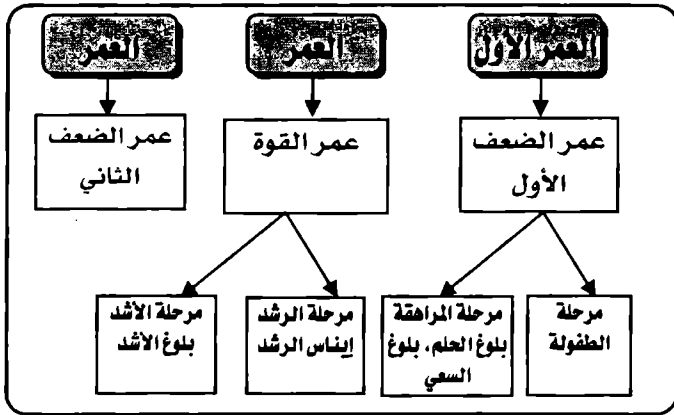 العمر الأول
العمر
العمر
عمر الضعف
الأول
عمر القوة
عمر الضعف
الثاني
مرحلة
الطفولة
مرحلة المراهقة
بلوغ الحلم، بلوغ
السعي
مرحلة الرشد
إيناس الرشد
مرحلة الأشد
بلوغ الأشد